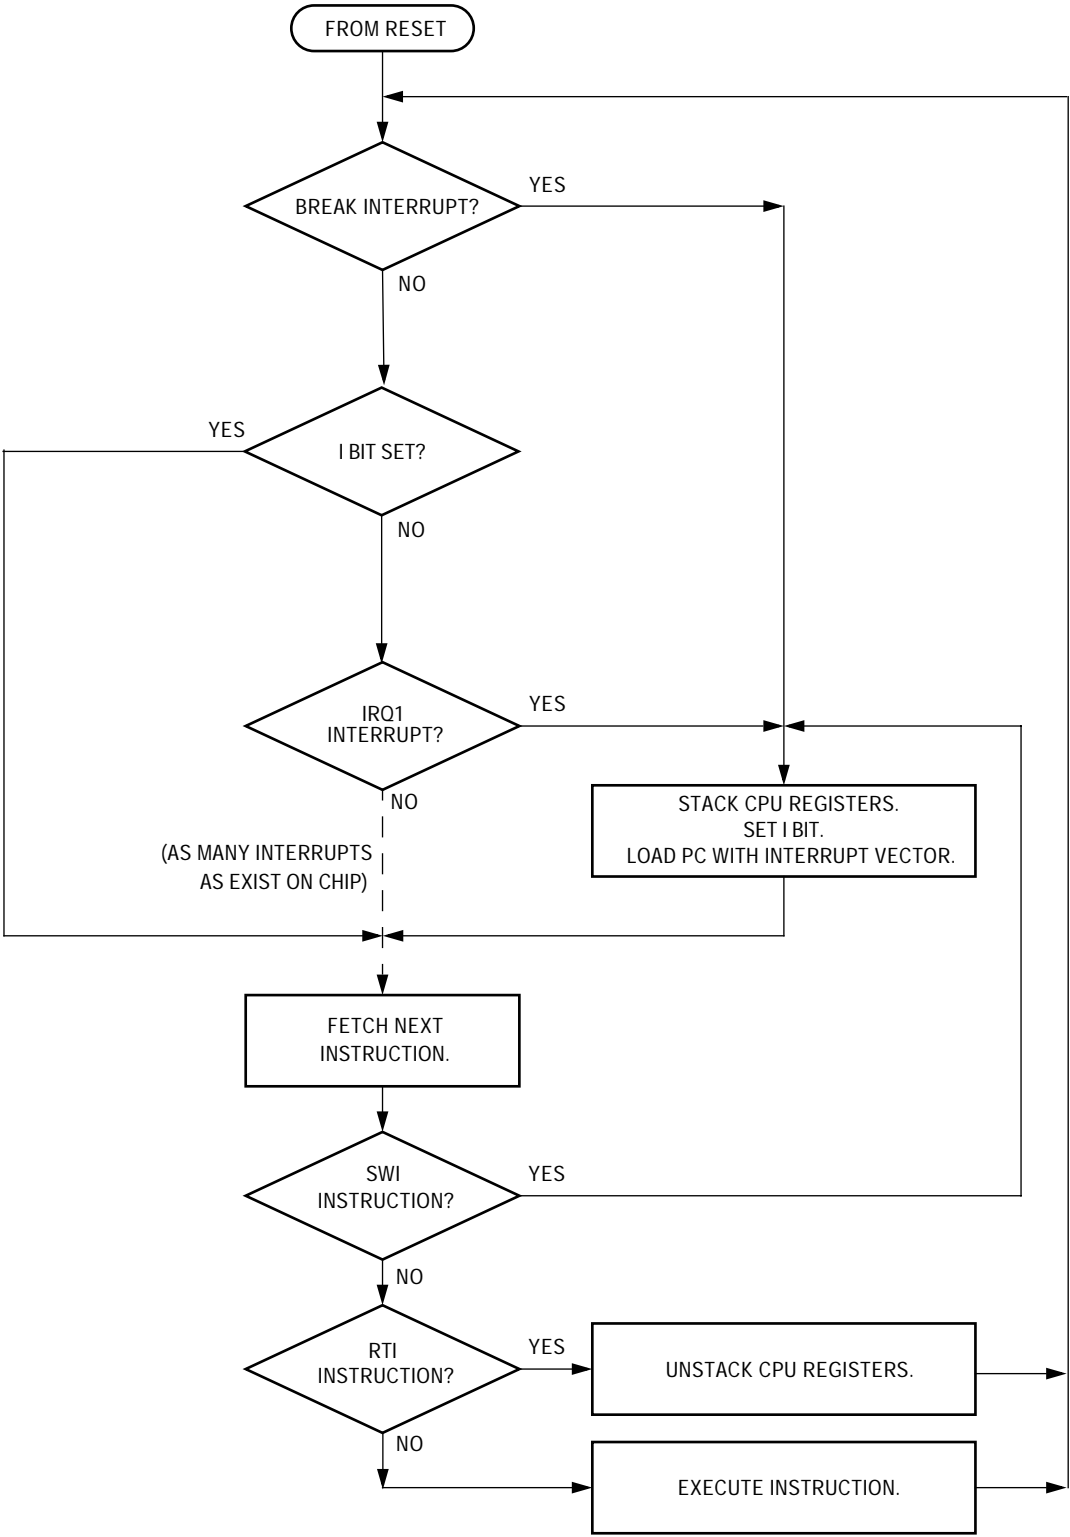 FROM RESET
BREAK INTERRUPT?
YES
NO
YES
I BIT SET?
NO
IRQ1
INTERRUPT?
YES
NO
STACK CPU REGISTERS.
SET I BIT.
LOAD PC WITH INTERRUPT VECTOR.
(AS MANY INTERRUPTS
AS EXIST ON CHIP)
FETCH NEXT
INSTRUCTION.
SWI
INSTRUCTION?
YES
NO
RTI
INSTRUCTION?
YES
UNSTACK CPU REGISTERS.
NO
EXECUTE INSTRUCTION.